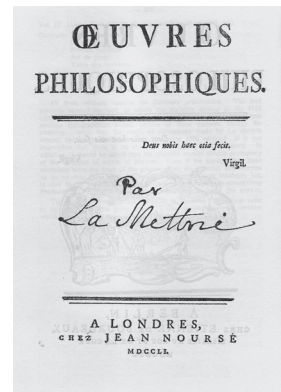 ŒUVRES
PHILOSOPHIQUES.
Deus nobis hæc otia fecit.
Virgil.
Par
La Mettrie
A LONDRES,
CHEZ JEAN NOURSE
MDCCLI.